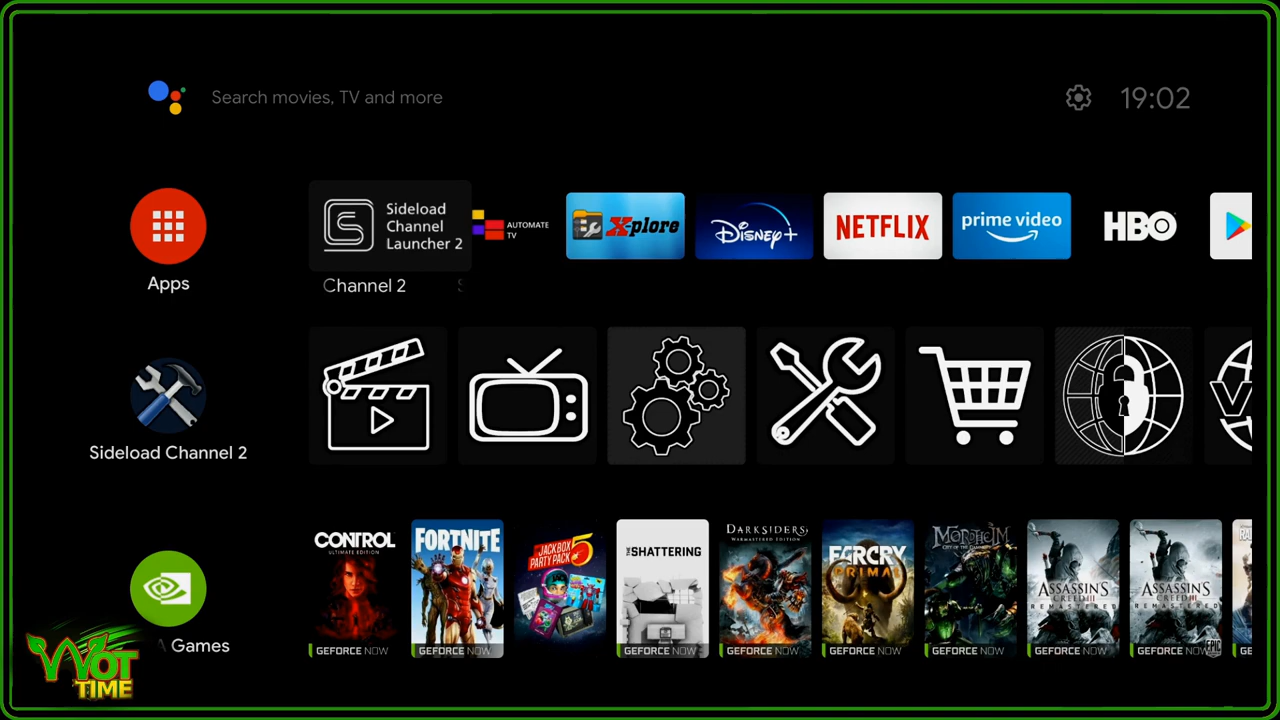 Search movies, TV and more
19:02
Apps
Sideload
Channel
Launcher 2
AUTOMATE
TV
X-plore
Disney+
NETFLIX
prime video
HBO
Channel 2
Sideload Channel 2
CONTROL
ULTIMATE EDITION
GEFORCE NOW
FORTNITE
GEFORCE NOW
JACKBOX
PARTY PACK
5
THE SHATTERING
GEFORCE NOW
DARKSIDERS
WARMASTERED EDITION
GEFORCE NOW
FARCRY
PRIMAL
GEFORCE NOW
MORDHEIM
CITY OF THE DAMNED
GEFORCE NOW
ASSASSIN'S
CREED III
REMASTERED
GEFORCE NOW
ASSASSIN'S
CREED III
REMASTERED
GEFORCE NOW
EPIC
GE
Games
WOT
TIME